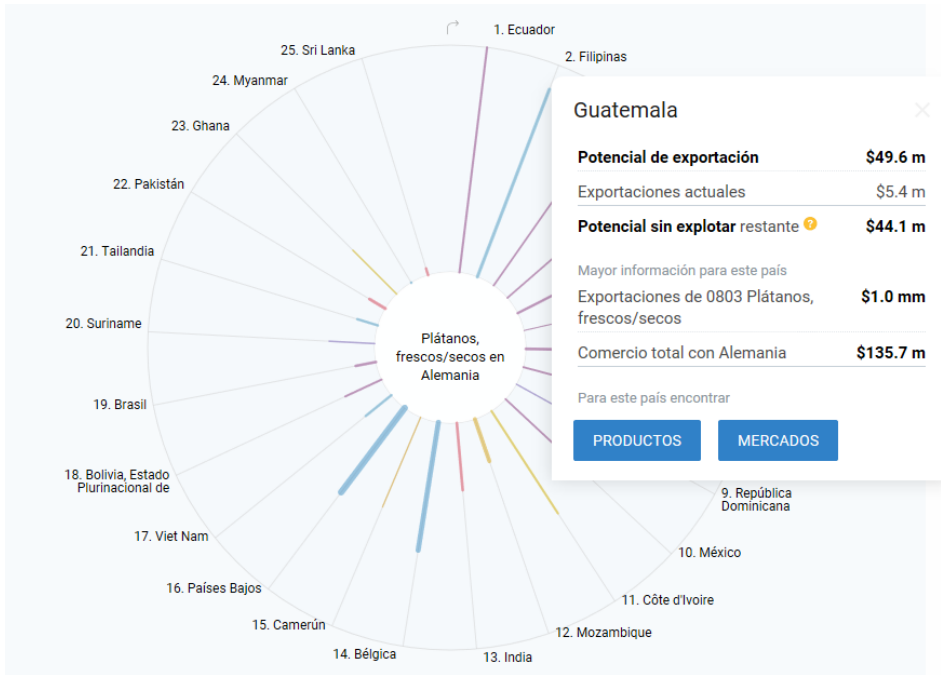 1. Ecuador
2. Filipinas
25. Sri Lanka
24. Myanmar
23. Ghana
22. Pakistán
21. Tailandia
20. Suriname
19. Brasil
18. Bolivia, Estado
Plurinacional de
17. Viet Nam
16. Países Bajos
15. Camerún
14. Bélgica
13. India
12. Mozambique
11. Côte d'Ivoire
10. México
9. República
Dominicana
Plátanos,
frescos/secos en
Alemania
Guatemala
Potencial de exportación $49.6 m
Exportaciones actuales $5.4 m
Potencial sin explotar restante ? $44.1 m
Mayor información para este país
Exportaciones de 0803 Plátanos, $1.0 mm
frescos/secos
Comercio total con Alemania $135.7 m
Para este país encontrar
PRODUCTOS MERCADOS